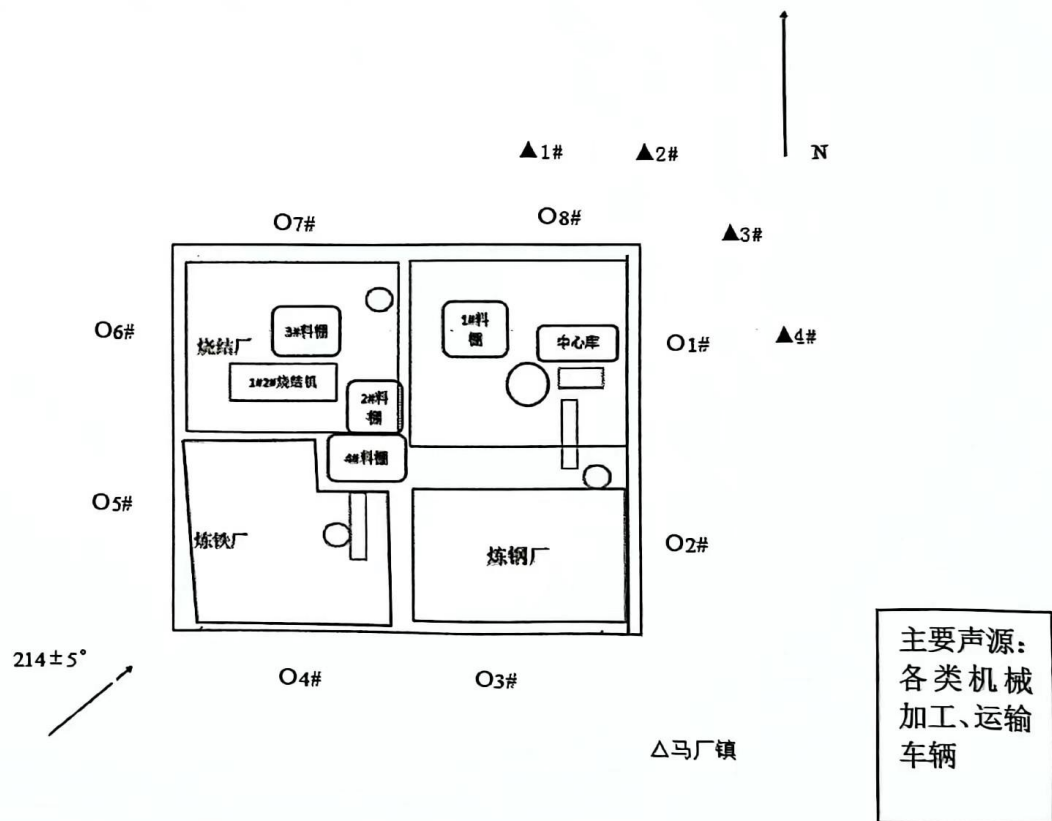 ▲1#
▲2#
N
O7#
O8#
▲3#
O6#
3#料棚
1#料
棚
中心库
O1#
▲4#
烧结厂
1#2#烧结机
2#料
棚
4#料棚
O5#
炼铁厂
炼钢厂
O2#
214±5°
O4#
O3#
△马厂镇
主要声源:
各类机械
加工、运输
车辆